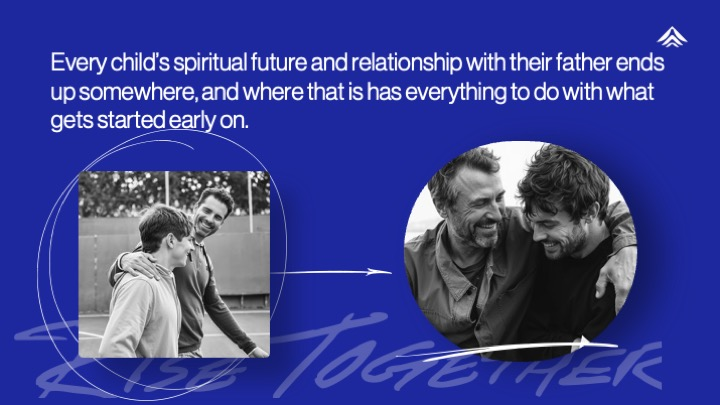 Every child's spiritual future and relationship with their father ends
up somewhere, and where that is has everything to do with what
gets started early on.
RISE TOGETHER